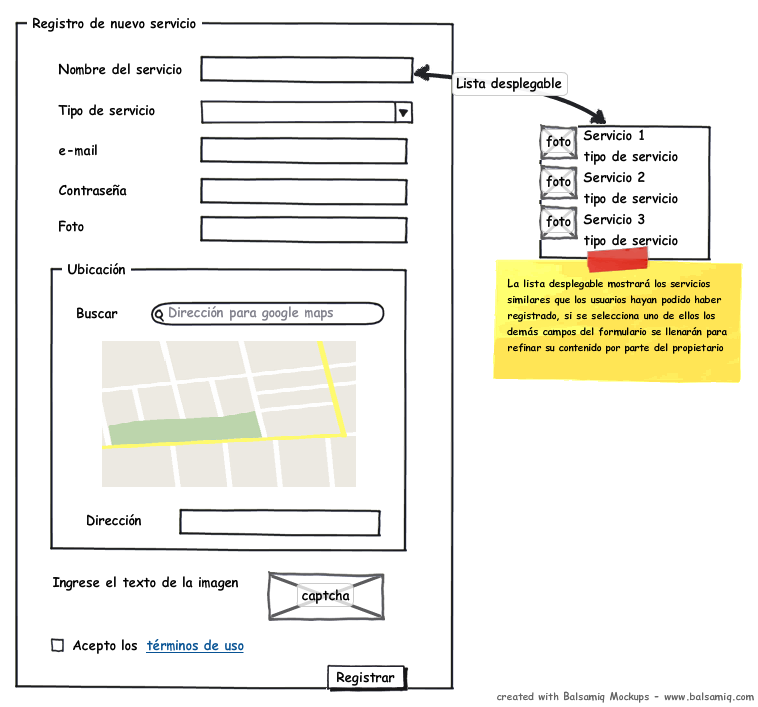 Registro de nuevo servicio
Nombre del servicio
Lista desplegable
Tipo de servicio
e-mail
Contraseña
Foto
foto
Servicio 1
tipo de servicio
foto
Servicio 2
tipo de servicio
foto
Servicio 3
tipo de servicio
La lista desplegable mostrará los servicios
similares que los usuarios hayan podido haber
registrado, si se selecciona uno de ellos los
demás campos del formulario se llenarán para
refinar su contenido por parte del propietario
Ubicación
Buscar
Dirección para google maps
Dirección
Ingrese el texto de la imagen
captcha
Acepto los términos de uso
Registrar
created with Balsamiq Mockups - www.balsamiq.com